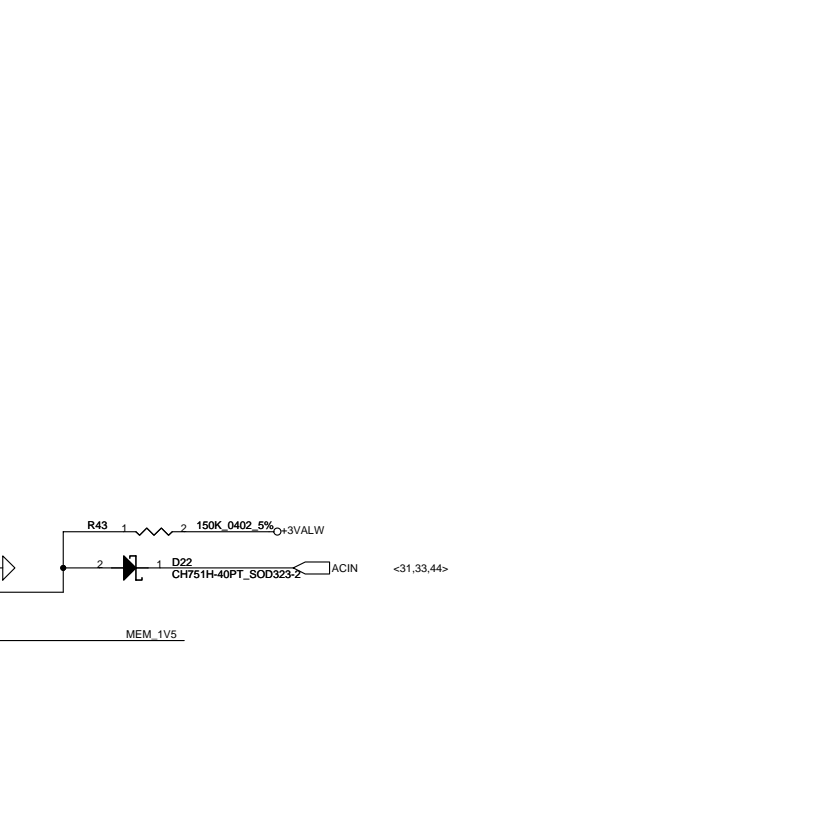 R43 1 2 150K_0402_5% +3VALW
2 1 D22
CH751H-40PT_SOD323-2 ACIN <31,33,44>
MEM_1V5